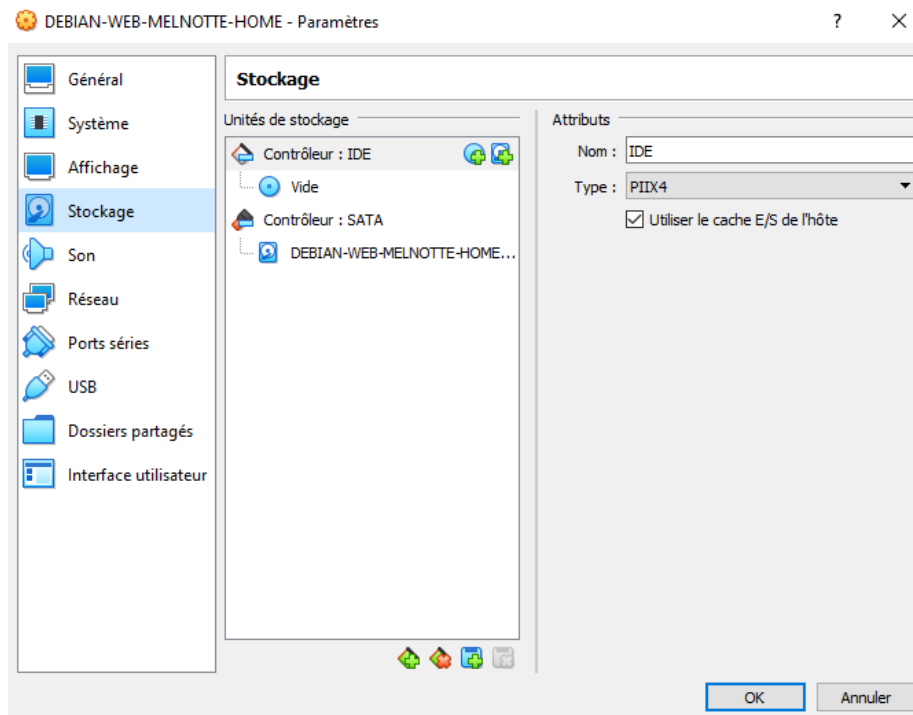 DEBIAN-WEB-MELNOTTE-HOME - Paramètres
Général
Système
Affichage
Stockage
Son
Réseau
Ports séries
USB
Dossiers partagés
Interface utilisateur
Stockage
Unités de stockage
Contrôleur : IDE
Vide
Contrôleur : SATA
DEBIAN-WEB-MELNOTTE-HOME...
Attributs
Nom : IDE
Type : PIIX4
Utiliser le cache E/S de l'hôte
OK
Annuler